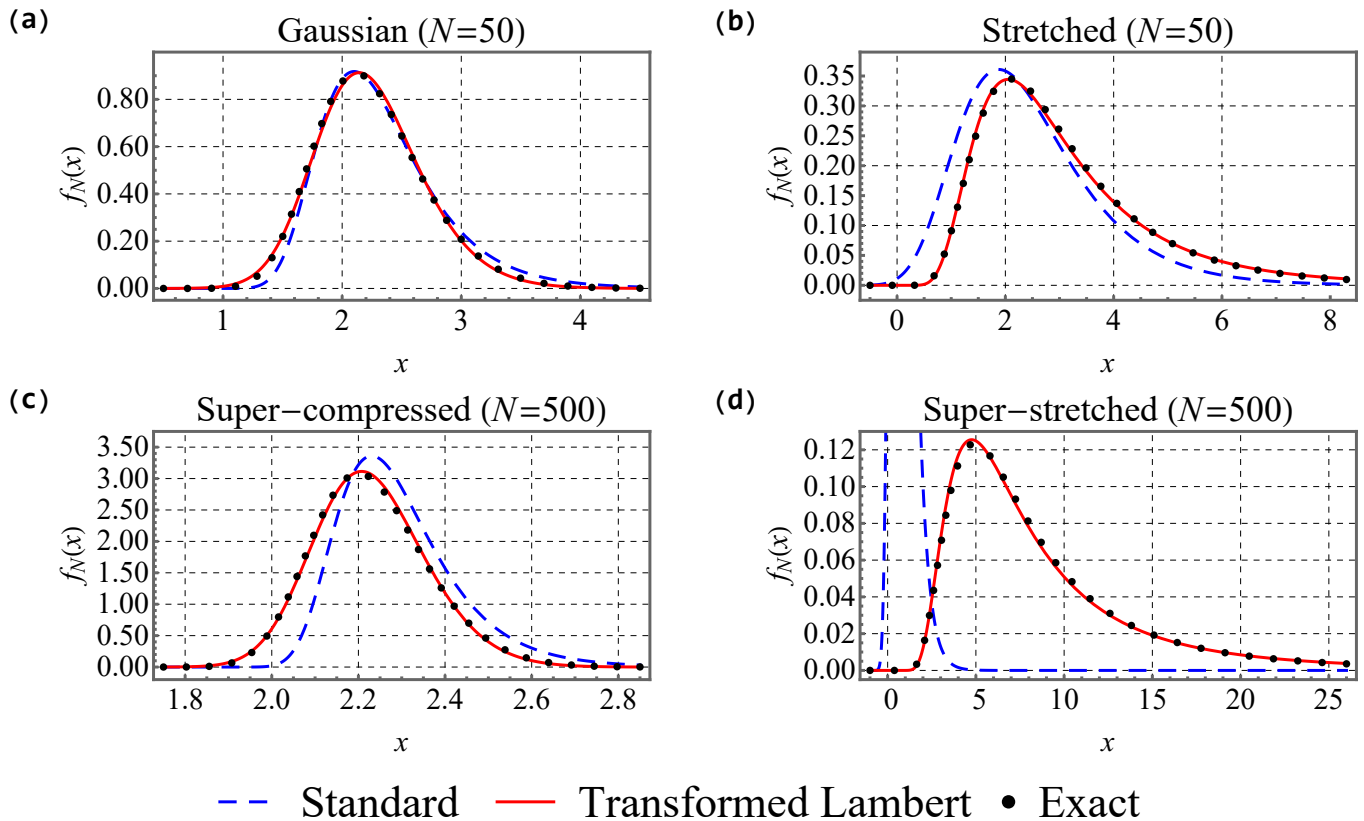 (a)
Gaussian (N=50)
0.80
0.60
0.40
0.20
0.00
f_N(x)
1 2 3 4
x
(b)
Stretched (N=50)
0.35
0.30
0.25
0.20
0.15
0.10
0.05
0.00
f_N(x)
0 2 4 6 8
x
(c)
Super−compressed (N=500)
3.50
3.00
2.50
2.00
1.50
1.00
0.50
0.00
f_N(x)
1.8 2.0 2.2 2.4 2.6 2.8
x
(d)
Super−stretched (N=500)
0.12
0.10
0.08
0.06
0.04
0.02
0.00
f_N(x)
0 5 10 15 20 25
x
Standard Transformed Lambert Exact